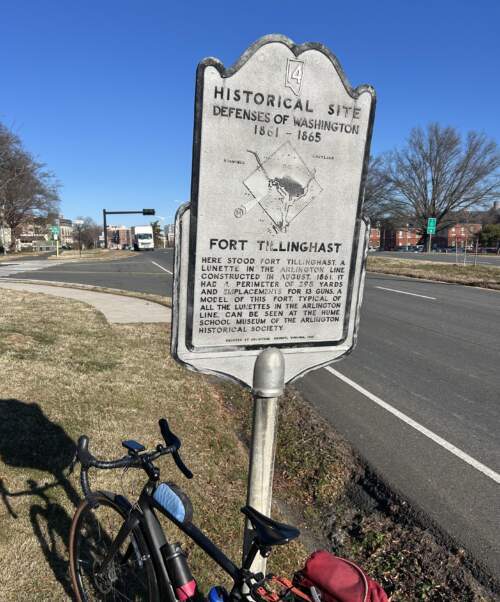 4
HISTORICAL SITE
DEFENSES OF WASHINGTON
1861 - 1865
FORT TILLINGHAST
HERE STOOD FORT TILLINGHAST, A
LUNETTE IN THE ARLINGTON LINE
CONSTRUCTED IN AUGUST, 1861. IT
HAD A PERIMETER OF 298 YARDS
AND EMPLACEMENTS FOR 13 GUNS. A
MODEL OF THIS FORT, TYPICAL OF
ALL THE LUNETTES IN THE ARLINGTON
LINE, CAN BE SEEN AT THE HUME
SCHOOL MUSEUM OF THE ARLINGTON
HISTORICAL SOCIETY.